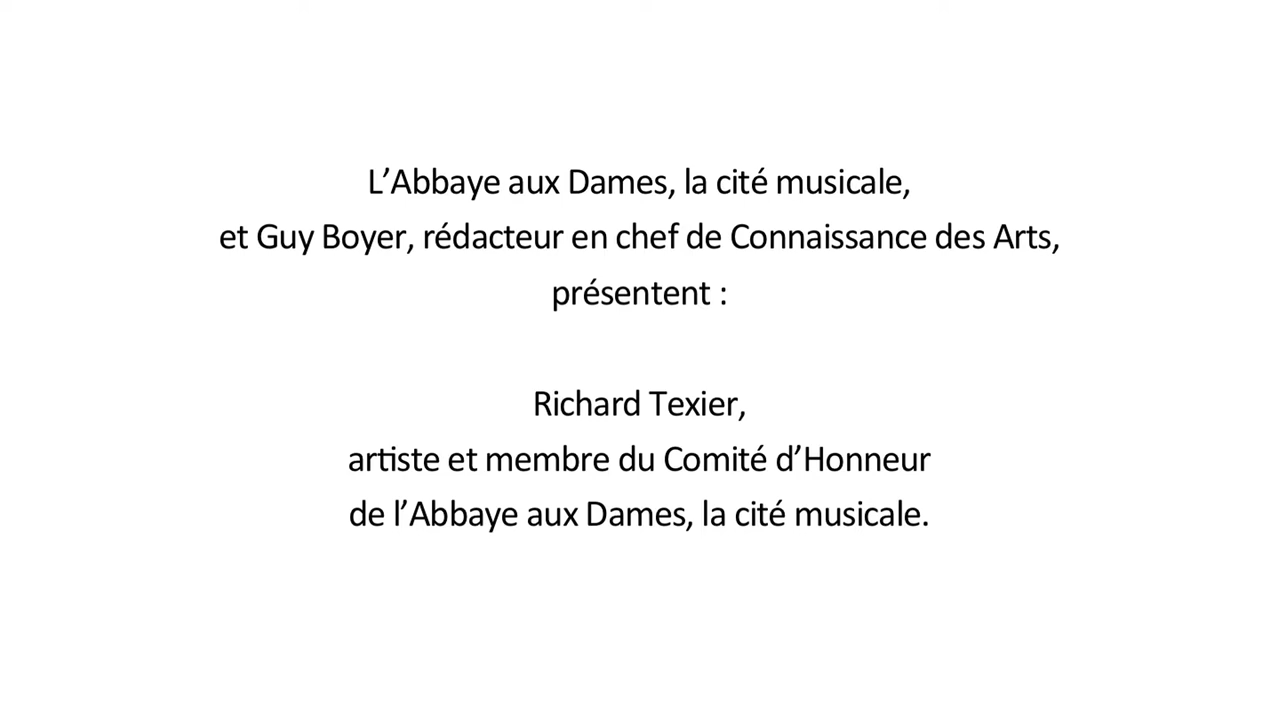 L’Abbaye aux Dames, la cité musicale,
et Guy Boyer, rédacteur en chef de Connaissance des Arts,
présentent :
Richard Texier,
artiste et membre du Comité d’Honneur
de l’Abbaye aux Dames, la cité musicale.